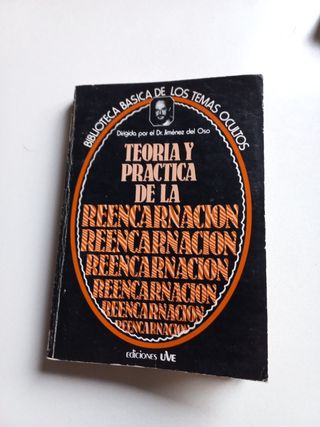 BIBLIOTECA BASICA DE LOS TEMAS OCULTOS
Dirigida por el Dr. Jiménez del Oso
TEORIA Y
PRACTICA
DE LA
REENCARNACION
REENCARNACION
REENCARNACION
REENCARNACION
REENCARNACION
REENCARNACION
ediciones UVE